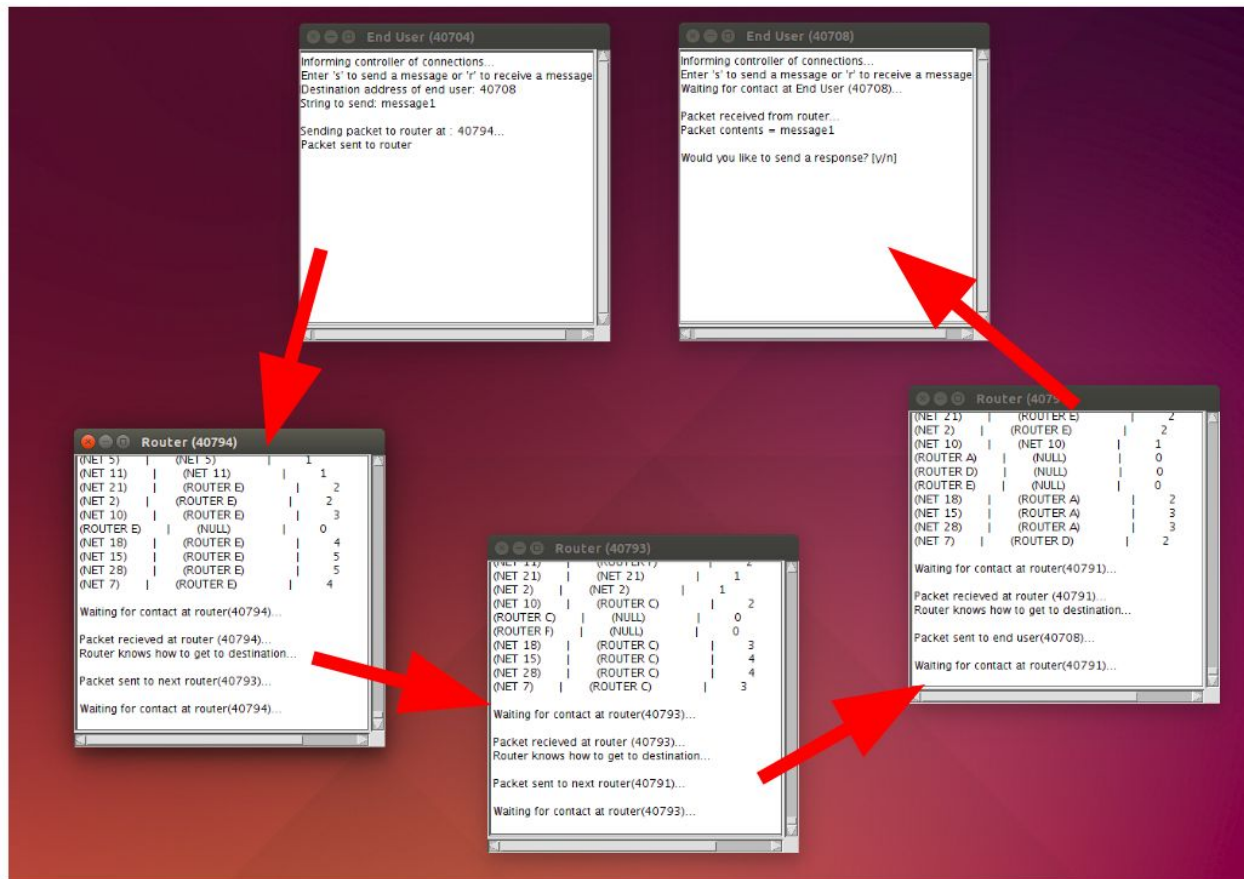 End User (40704)
Informing controller of connections...
Enter 's' to send a message or 'r' to receive a message
Destination address of end user: 40708
String to send: message1
Sending packet to router at : 40794...
Packet sent to router
End User (40708)
Informing controller of connections...
Enter 's' to send a message or 'r' to receive a message
Waiting for contact at End User (40708)...
Packet received from router...
Packet contents = message1
Would you like to send a response? [y/n]
Router (40794)
(NET 5) | (NET 5) | 1
(NET 11) | (NET 11) | 1
(NET 21) | (ROUTER E) | 2
(NET 2) | (ROUTER E) | 2
(NET 10) | (ROUTER E) | 3
(ROUTER E) | (NULL) | 0
(NET 18) | (ROUTER E) | 4
(NET 15) | (ROUTER E) | 5
(NET 28) | (ROUTER E) | 5
(NET 7) | (ROUTER E) | 4
Waiting for contact at router(40794)...
Packet recieved at router (40794)...
Router knows how to get to destination...
Packet sent to next router(40793)...
Waiting for contact at router(40794)...
Router (40793)
(NET 11) | (ROUTER F) | 2
(NET 21) | (NET 21) | 1
(NET 2) | (NET 2) | 1
(NET 10) | (ROUTER C) | 2
(ROUTER C) | (NULL) | 0
(ROUTER F) | (NULL) | 0
(NET 18) | (ROUTER C) | 3
(NET 15) | (ROUTER C) | 4
(NET 28) | (ROUTER C) | 4
(NET 7) | (ROUTER C) | 3
Waiting for contact at router(40793)...
Packet recieved at router (40793)...
Router knows how to get to destination...
Packet sent to next router(40791)...
Waiting for contact at router(40793)...
Router
(NET 21) | (ROUTER E) | 2
(NET 2) | (ROUTER E) | 2
(NET 10) | (NET 10) | 1
(ROUTER A) | (NULL) | 0
(ROUTER D) | (NULL) | 0
(ROUTER E) | (NULL) | 0
(NET 18) | (ROUTER A) | 2
(NET 15) | (ROUTER A) | 3
(NET 28) | (ROUTER A) | 3
(NET 7) | (ROUTER D) | 2
Waiting for contact at router(40791)...
Packet recieved at router (40791)...
Router knows how to get to destination...
Packet sent to end user(40708)...
Waiting for contact at router(40791)...